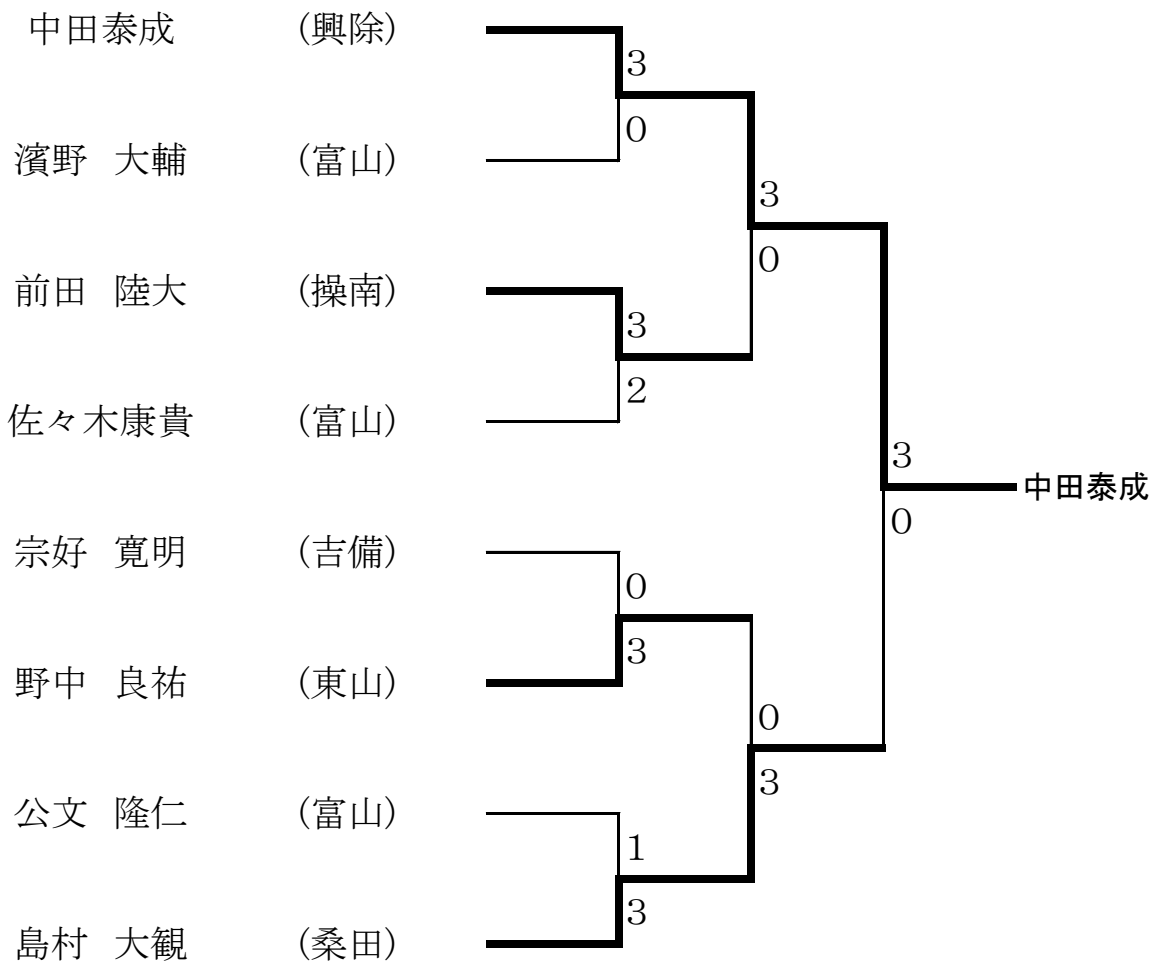 中田泰成 (興除)
3
0
濱野 大輔 (富山)
3
0
前田 陸大 (操南)
3
2
佐々木康貴 (富山)
3
中田泰成
0
宗好 寛明 (吉備)
0
3
野中 良祐 (東山)
0
3
公文 隆仁 (富山)
1
3
島村 大観 (桑田)